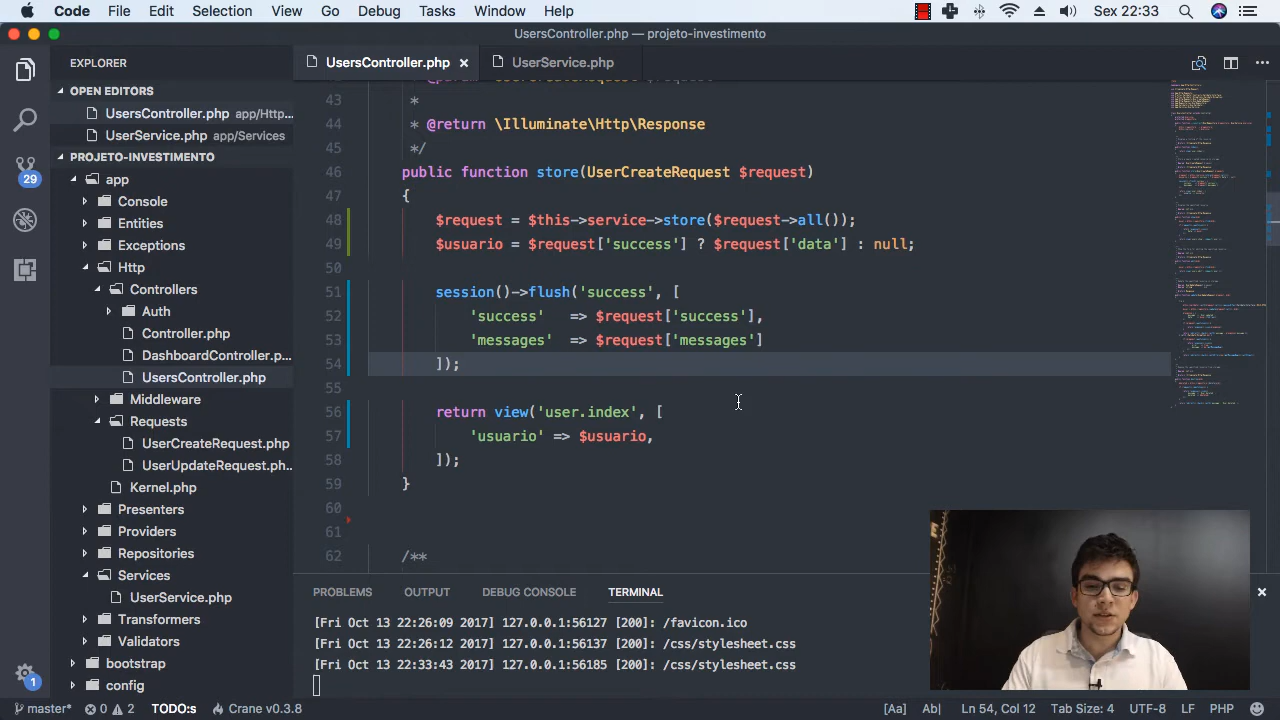 Code File Edit Selection View Go Debug Tasks Window Help Sex 22:33
UsersController.php — projeto-investimento
EXPLORER
OPEN EDITORS
UsersController.php app/Http...
UserService.php app/Services
PROJETO-INVESTIMENTO
app
Console
Entities
Exceptions
Http
Controllers
Auth
Controller.php
DashboardController.p...
UsersController.php
Middleware
Requests
UserCreateRequest.php
UserUpdateRequest.ph...
Kernel.php
Presenters
Providers
Repositories
Services
UserService.php
Transformers
Validators
bootstrap
config
29
1
UsersController.php UserService.php
43 *
44 * @return \Illuminate\Http\Response
45 */
46 public function store(UserCreateRequest $request)
47 {
48 $request = $this->service->store($request->all());
49 $usuario = $request['success'] ? $request['data'] : null;
50
51 session()->flush('success', [
52 'success' => $request['success'],
53 'messages' => $request['messages']
54 ]);
55
56 return view('user.index', [
57 'usuario' => $usuario,
58 ]);
59 }
60
61
62 /**
PROBLEMS OUTPUT DEBUG CONSOLE TERMINAL
[Fri Oct 13 22:26:09 2017] 127.0.0.1:56127 [200]: /favicon.ico
[Fri Oct 13 22:26:12 2017] 127.0.0.1:56137 [200]: /css/stylesheet.css
[Fri Oct 13 22:33:43 2017] 127.0.0.1:56185 [200]: /css/stylesheet.css
master* 0 2 TODO:s Crane v0.3.8 [Aa] Ab| Ln 54, Col 12 Tab Size: 4 UTF-8 LF PHP